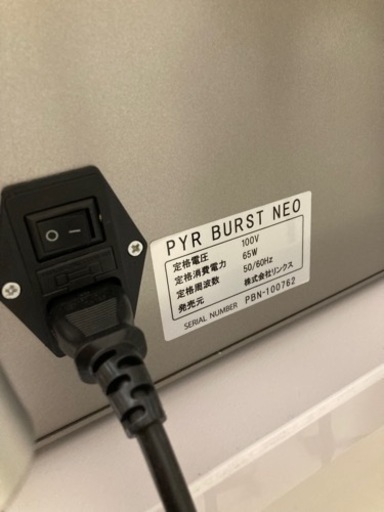 PYR BURST NEO
定格電圧 100V
定格消費電力 65W
定格周波数 50/60Hz
発売元 株式会社リンクス
SERIAL NUMBER PBN-100762